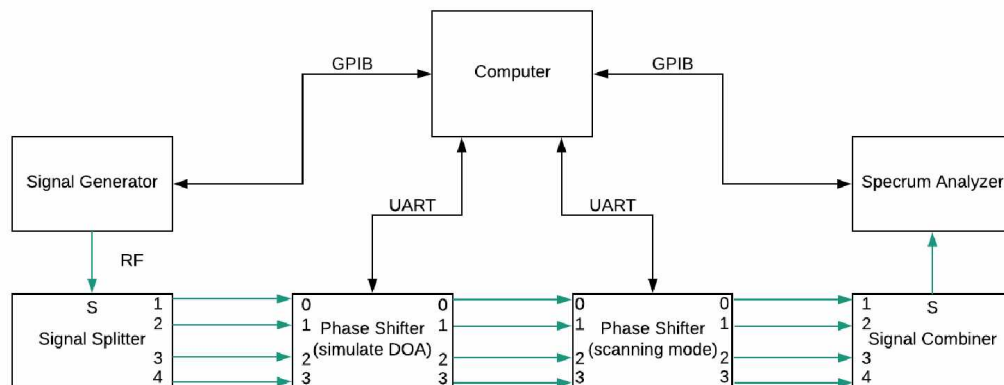 GPIB
Computer
GPIB
Signal Generator
Specrum Analyzer
UART
UART
RF
S
1
2
3
4
Signal Splitter
0
1
2
3
Phase Shifter
(simulate DOA)
0
1
2
3
0
1
2
3
Phase Shifter
(scanning mode)
0
1
2
3
1
2
3
4
S
Signal Combiner